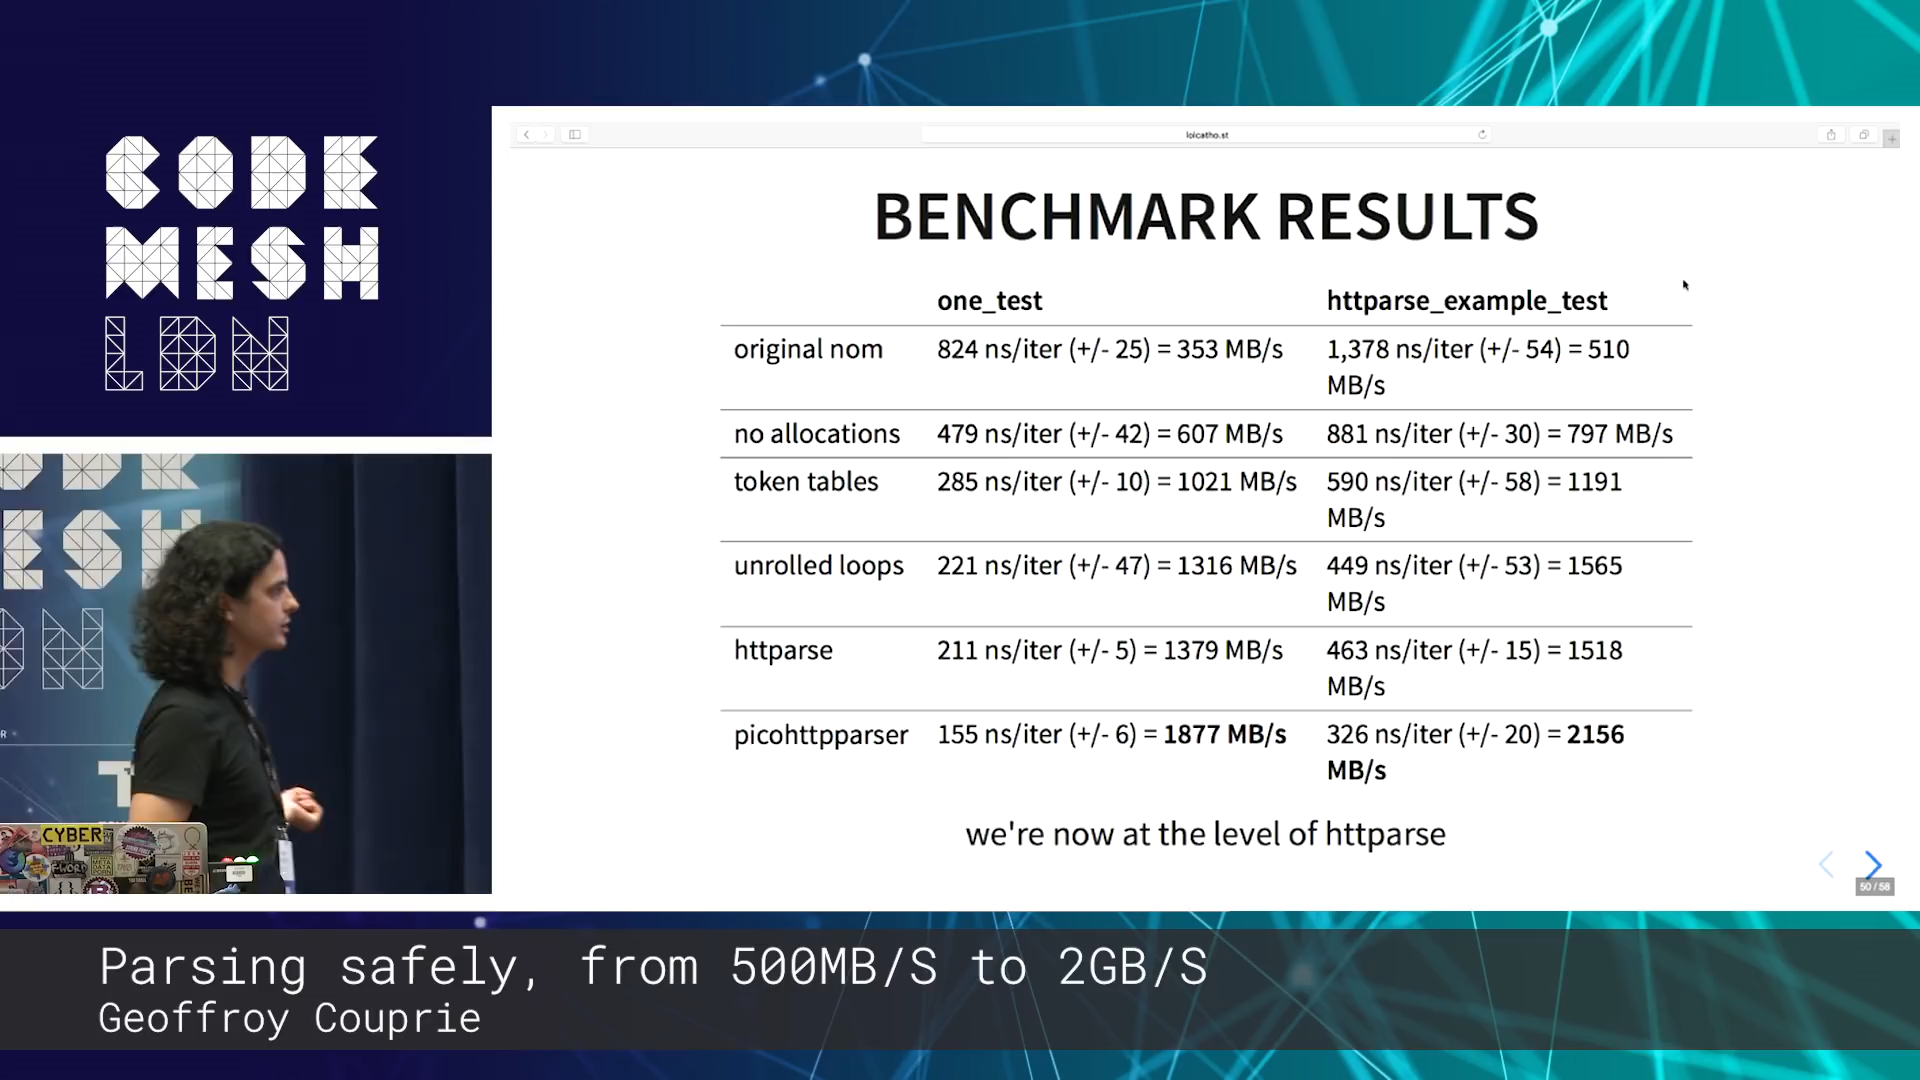 CODE
MESH
LDN
lolcatho.st
BENCHMARK RESULTS
one_test httparse_example_test
original nom 824 ns/iter (+/- 25) = 353 MB/s 1,378 ns/iter (+/- 54) = 510
MB/s
no allocations 479 ns/iter (+/- 42) = 607 MB/s 881 ns/iter (+/- 30) = 797 MB/s
token tables 285 ns/iter (+/- 10) = 1021 MB/s 590 ns/iter (+/- 58) = 1191
MB/s
unrolled loops 221 ns/iter (+/- 47) = 1316 MB/s 449 ns/iter (+/- 53) = 1565
MB/s
httparse 211 ns/iter (+/- 5) = 1379 MB/s 463 ns/iter (+/- 15) = 1518
MB/s
picohttpparser 155 ns/iter (+/- 6) = 1877 MB/s 326 ns/iter (+/- 20) = 2156
MB/s
we're now at the level of httparse
50 / 58
ODE
ESH
DN
T
CYBER
Parsing safely, from 500MB/S to 2GB/S
Geoffroy Couprie